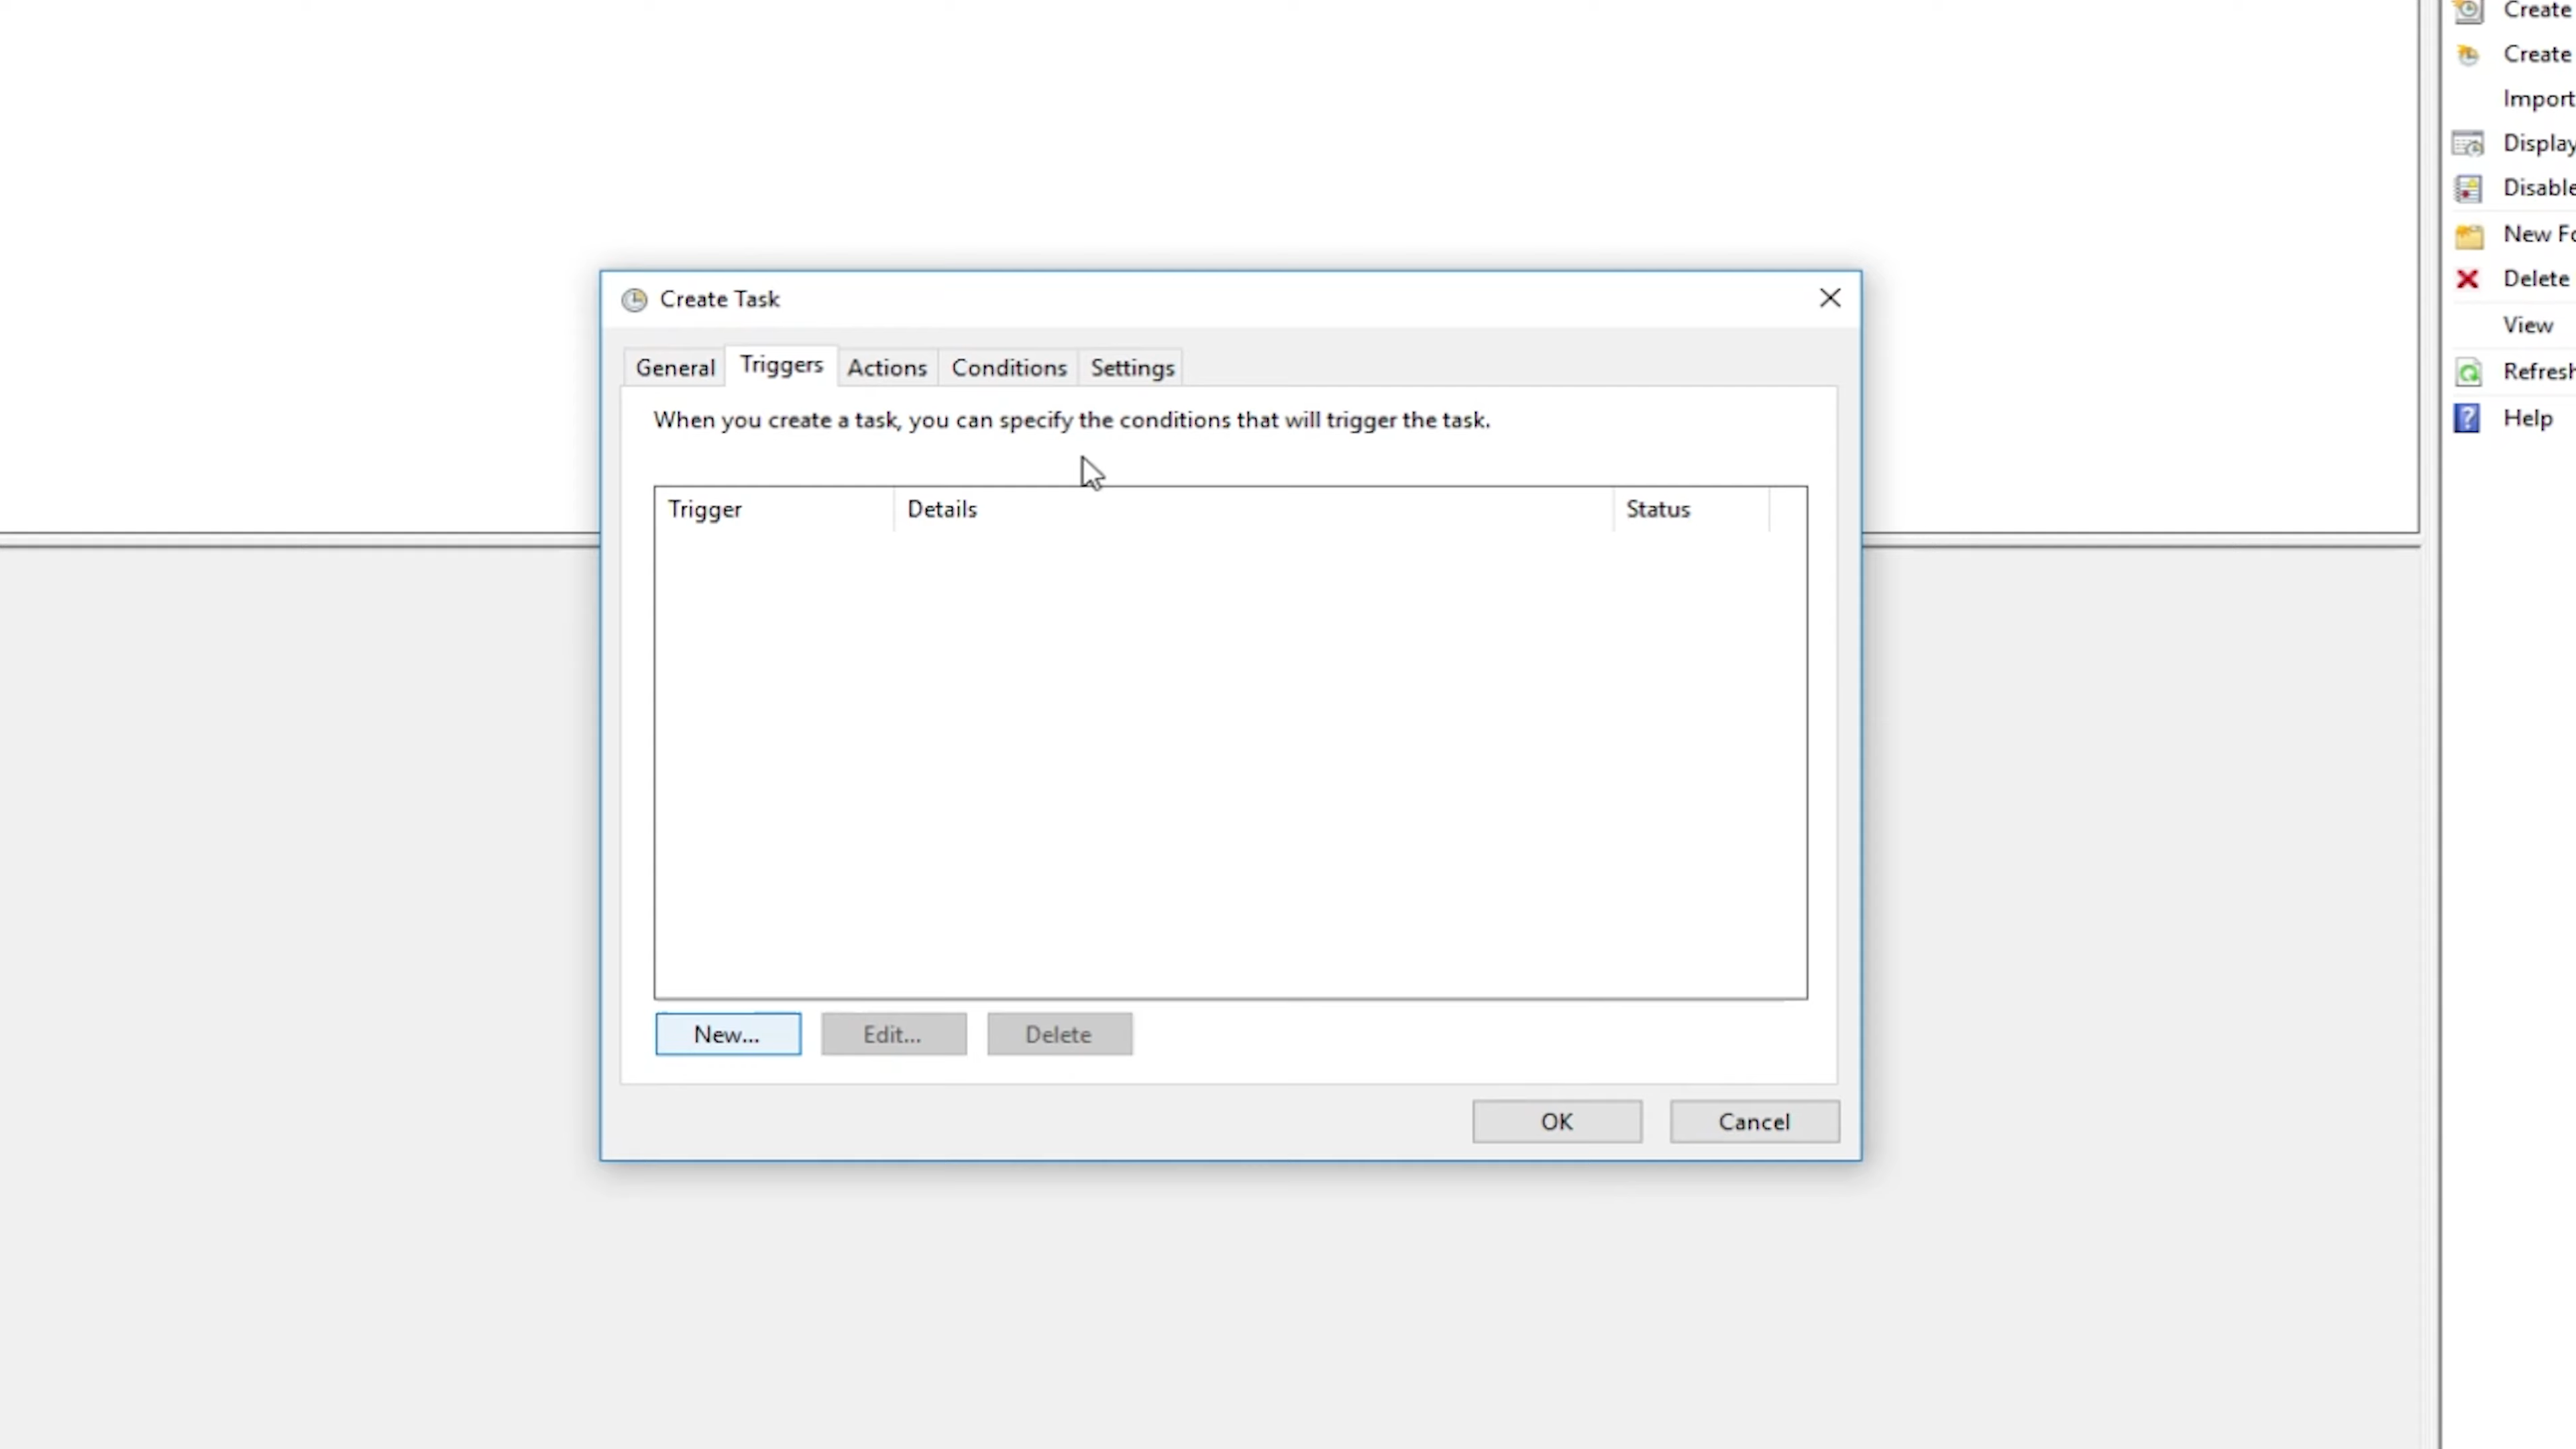 Create Task
General
Triggers
Actions
Conditions
Settings
When you create a task, you can specify the conditions that will trigger the task.
Trigger
Details
Status
New...
Edit...
Delete
OK
Cancel
Create
Create
Import
Display
Disable
New Fo
Delete
View
Refresh
Help